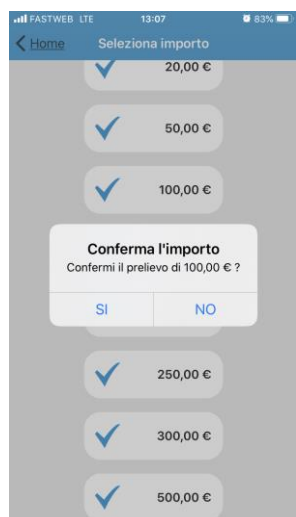 FASTWEB LTE 13:07 83%
Home Seleziona importo
20,00 €
50,00 €
100,00 €
Conferma l'importo
Confermi il prelievo di 100,00 € ?
SI NO
250,00 €
300,00 €
500,00 €